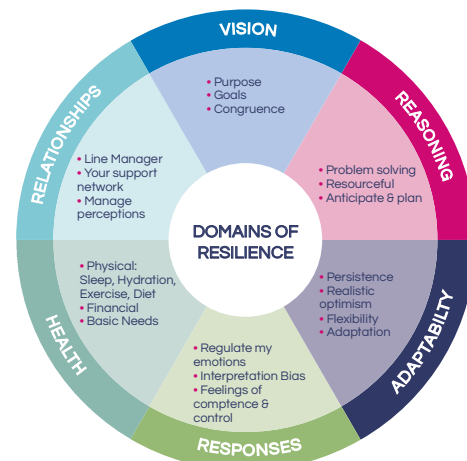 VISION
• Purpose
• Goals
• Congruence
REASONING
• Problem solving
• Resourceful
• Anticipate & plan
ADAPTABILTY
• Persistence
• Realistic
optimism
• Flexibility
• Adaptation
RESPONSES
• Regulate my
emotions
• Interpretation Bias
• Feelings of
comptence &
control
HEALTH
• Physical:
Sleep, Hydration,
Exercise, Diet
• Financial
• Basic Needs
RELATIONSHIPS
• Line Manager
• Your support
network
• Manage
perceptions
DOMAINS OF
RESILIENCE